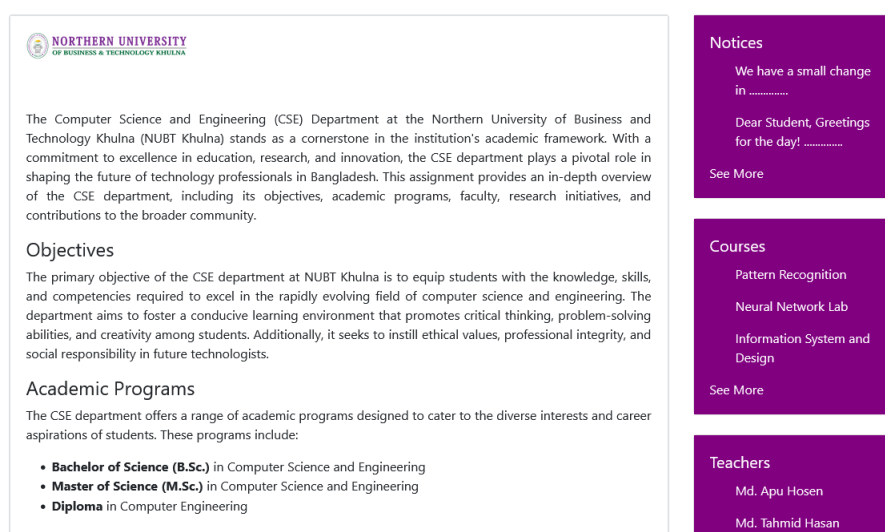 NORTHERN UNIVERSITY
OF BUSINESS & TECHNOLOGY KHULNA
The Computer Science and Engineering (CSE) Department at the Northern University of Business and
Technology Khulna (NUBT Khulna) stands as a cornerstone in the institution's academic framework. With a
commitment to excellence in education, research, and innovation, the CSE department plays a pivotal role in
shaping the future of technology professionals in Bangladesh. This assignment provides an in-depth overview
of the CSE department, including its objectives, academic programs, faculty, research initiatives, and
contributions to the broader community.
Objectives
The primary objective of the CSE department at NUBT Khulna is to equip students with the knowledge, skills,
and competencies required to excel in the rapidly evolving field of computer science and engineering. The
department aims to foster a conducive learning environment that promotes critical thinking, problem-solving
abilities, and creativity among students. Additionally, it seeks to instill ethical values, professional integrity, and
social responsibility in future technologists.
Academic Programs
The CSE department offers a range of academic programs designed to cater to the diverse interests and career
aspirations of students. These programs include:
• Bachelor of Science (B.Sc.) in Computer Science and Engineering
• Master of Science (M.Sc.) in Computer Science and Engineering
• Diploma in Computer Engineering
Notices
We have a small change
in .............
Dear Student, Greetings
for the day! .............
See More
Courses
Pattern Recognition
Neural Network Lab
Information System and
Design
See More
Teachers
Md. Apu Hosen
Md. Tahmid Hasan